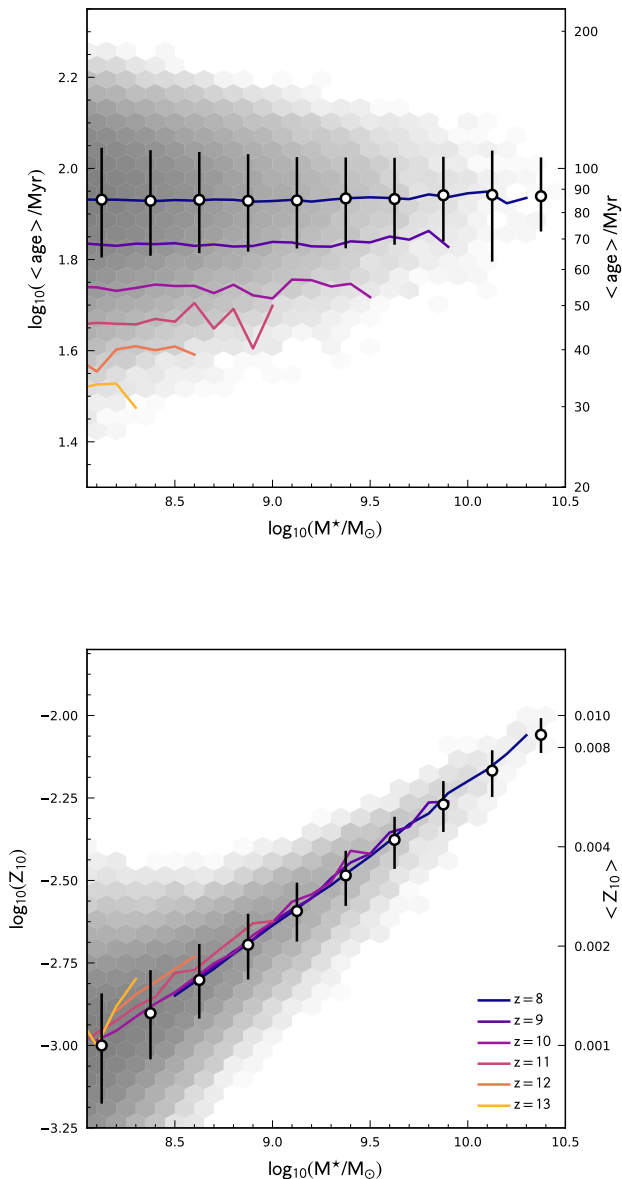 log₁₀(< age > /Myr)
2.2
2.0
1.8
1.6
1.4
200
100
90
80
70
60
50
40
30
20
< age > /Myr
8.5 9.0 9.5 10.0 10.5
log₁₀(M⋆/M⊙)
log₁₀(Z₁₀)
−2.00
−2.25
−2.50
−2.75
−3.00
−3.25
0.010
0.008
0.004
0.002
0.001
< Z₁₀ >
z = 8
z = 9
z = 10
z = 11
z = 12
z = 13
8.5 9.0 9.5 10.0 10.5
log₁₀(M⋆/M⊙)